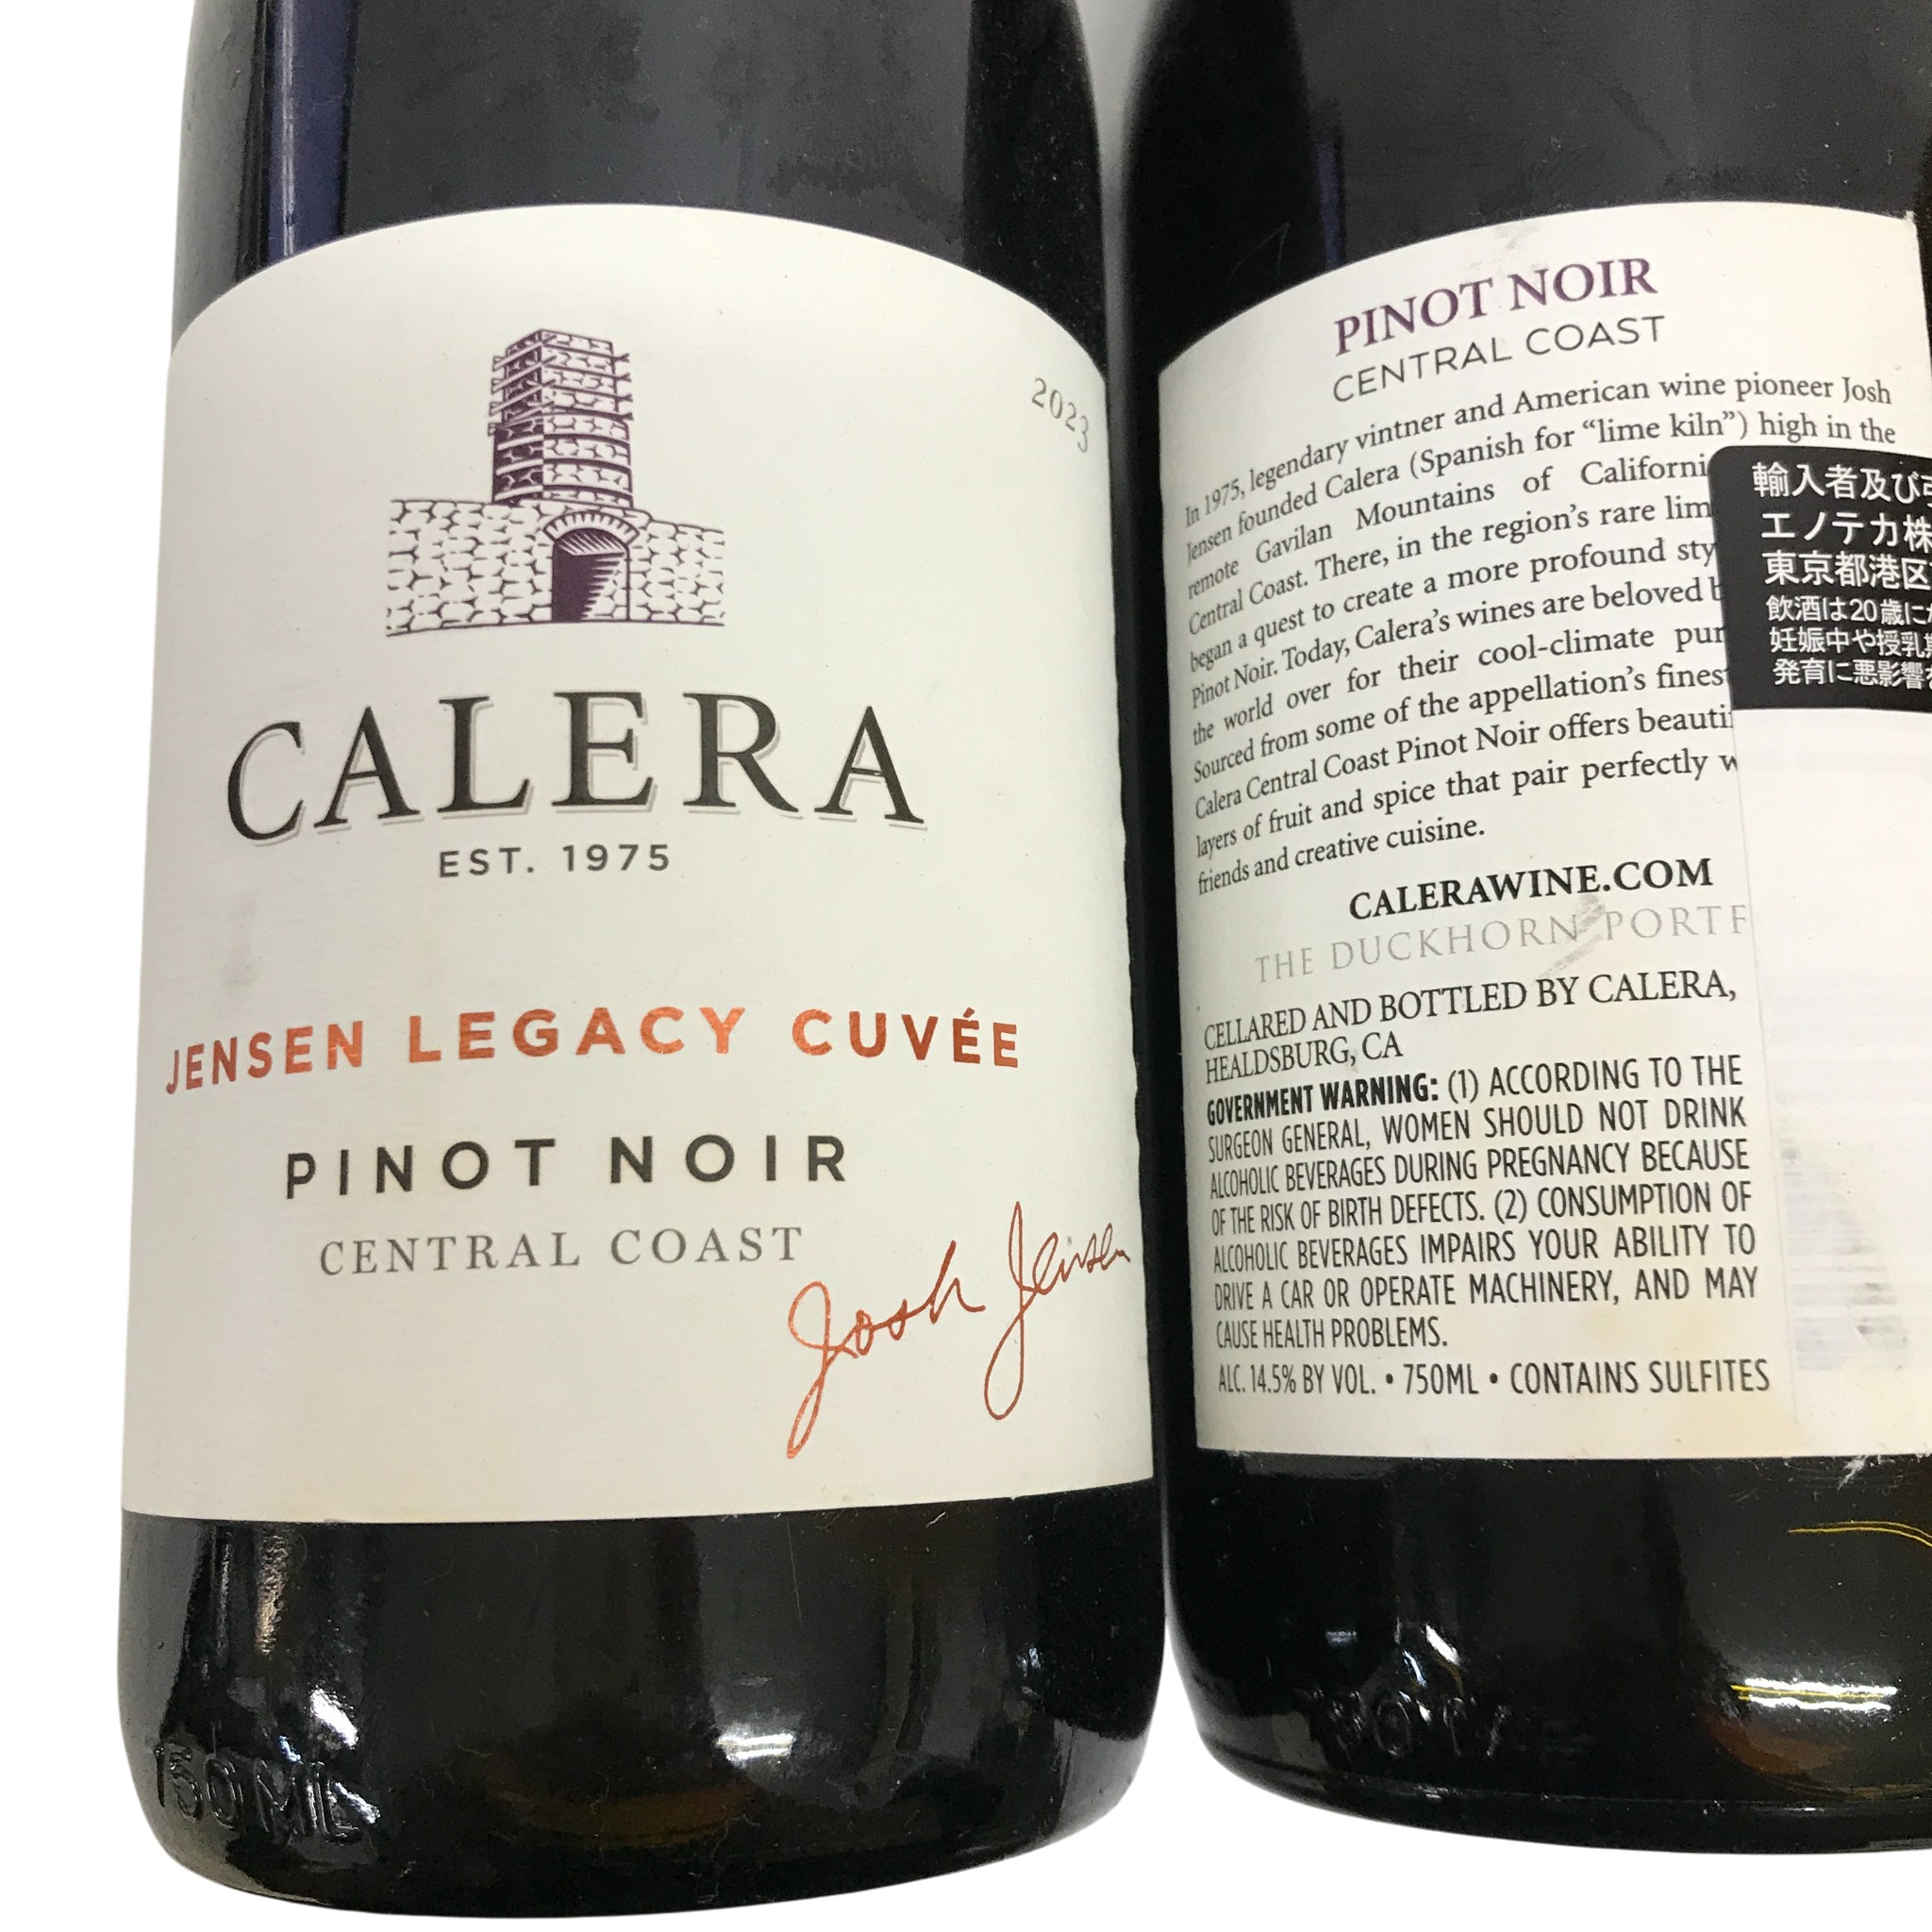 2023
CALERA
EST. 1975
JENSEN LEGACY CUVÉE
PINOT NOIR
CENTRAL COAST
Josh Jensen
750ML
PINOT NOIR
CENTRAL COAST
In 1975, legendary vintner and American wine pioneer Josh
Jensen founded Calera (Spanish for “lime kiln”) high in the
remote Gavilan Mountains of Californi
Central Coast. There, in the region’s rare lim
began a quest to create a more profound sty
Pinot Noir. Today, Calera’s wines are beloved b
the world over for their cool-climate pur
Sourced from some of the appellation’s fines
Calera Central Coast Pinot Noir offers beauti
layers of fruit and spice that pair perfectly w
friends and creative cuisine.
CALERAWINE.COM
THE DUCKHORN PORTF
CELLARED AND BOTTLED BY CALERA,
HEALDSBURG, CA
GOVERNMENT WARNING: (1) ACCORDING TO THE
SURGEON GENERAL, WOMEN SHOULD NOT DRINK
ALCOHOLIC BEVERAGES DURING PREGNANCY BECAUSE
OF THE RISK OF BIRTH DEFECTS. (2) CONSUMPTION OF
ALCOHOLIC BEVERAGES IMPAIRS YOUR ABILITY TO
DRIVE A CAR OR OPERATE MACHINERY, AND MAY
CAUSE HEALTH PROBLEMS.
ALC. 14.5% BY VOL. • 750ML • CONTAINS SULFITES
輸入者及び
エノテカ株
東京都港区
飲酒は20歳に
妊娠中や授乳
発育に悪影響